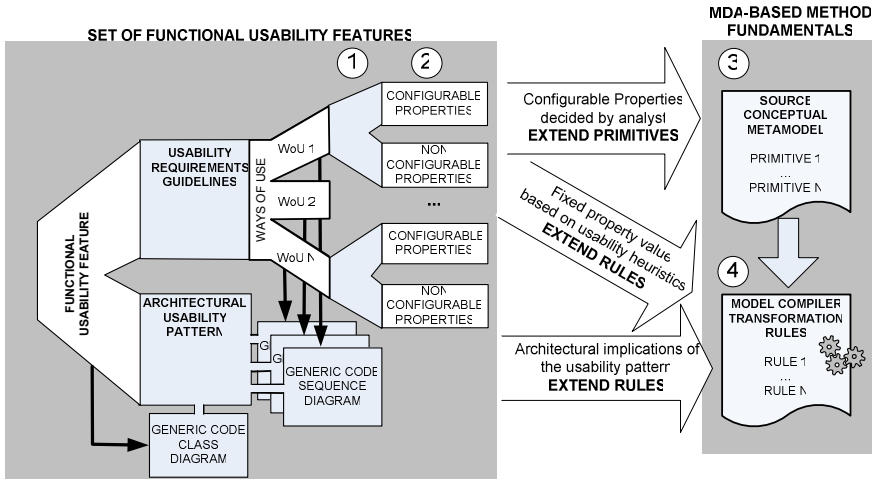 SET OF FUNCTIONAL USABILITY FEATURES
MDA-BASED METHOD
FUNDAMENTALS
1
2
3
CONFIGURABLE
PROPERTIES
NON
CONFIGURABLE
PROPERTIES
...
CONFIGURABLE
PROPERTIES
NON
CONFIGURABLE
PROPERTIES
USABILITY
REQUIREMENTS
GUIDELINES
WAYS OF USE
WoU 1
WoU 2
WoU N
FUNCTIONAL
USABILITY FEATURE
ARCHITECTURAL
USABILITY
PATTERN
G
G
GENERIC CODE
SEQUENCE
DIAGRAM
GENERIC CODE
CLASS
DIAGRAM
Configurable Properties
decided by analyst
EXTEND PRIMITIVES
Fixed property value
based on usability heuristics
EXTEND RULES
Architectural implications of
the usability pattern
EXTEND RULES
SOURCE
CONCEPTUAL
METAMODEL
PRIMITIVE 1
...
PRIMITIVE N
4
MODEL COMPILER
TRANSFORMATION
RULES
RULE 1
...
RULE N